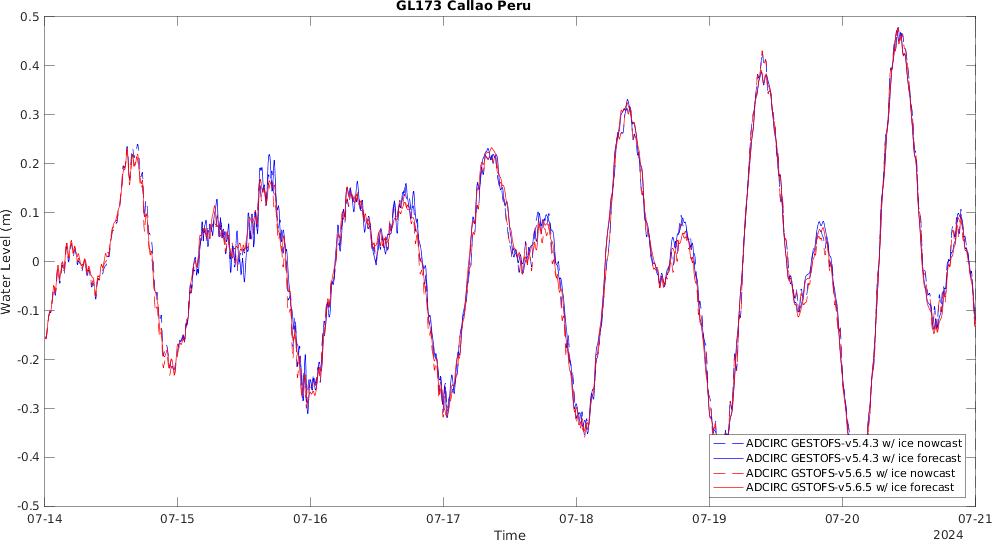 GL173 Callao Peru
0.5
0.4
0.3
0.2
0.1
0
-0.1
-0.2
-0.3
-0.4
-0.5
Water Level (m)
ADCIRC GESTOFS-v5.4.3 w/ ice nowcast
ADCIRC GESTOFS-v5.4.3 w/ ice forecast
ADCIRC GSTOFS-v5.6.5 w/ ice nowcast
ADCIRC GSTOFS-v5.6.5 w/ ice forecast
07-14 07-15 07-16 07-17 07-18 07-19 07-20 07-21
Time
2024